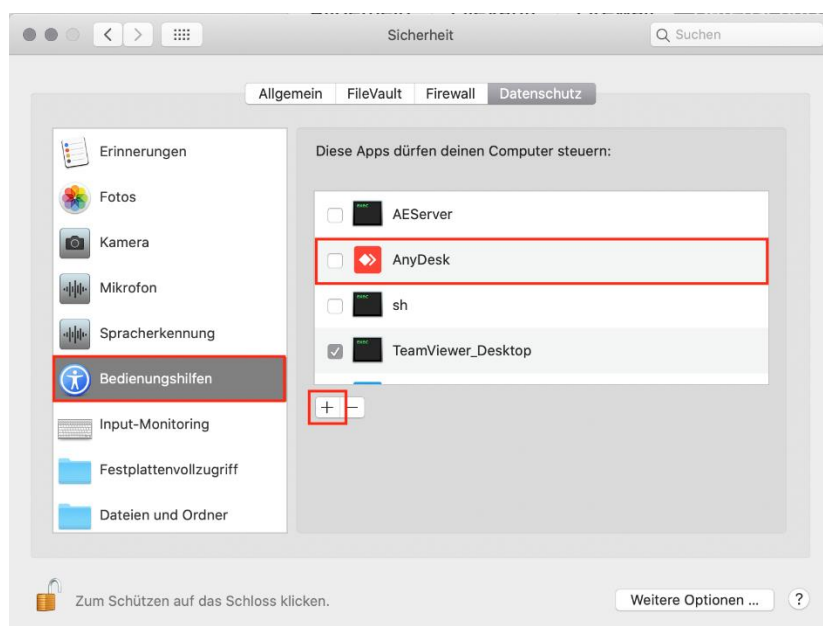 Sicherheit
Suchen
Allgemein FileVault Firewall Datenschutz
Erinnerungen
Fotos
Kamera
Mikrofon
Spracherkennung
Bedienungshilfen
Input-Monitoring
Festplattenvollzugriff
Dateien und Ordner
Diese Apps dürfen deinen Computer steuern:
AEServer
AnyDesk
sh
TeamViewer_Desktop
+ −
Zum Schützen auf das Schloss klicken.
Weitere Optionen ... ?